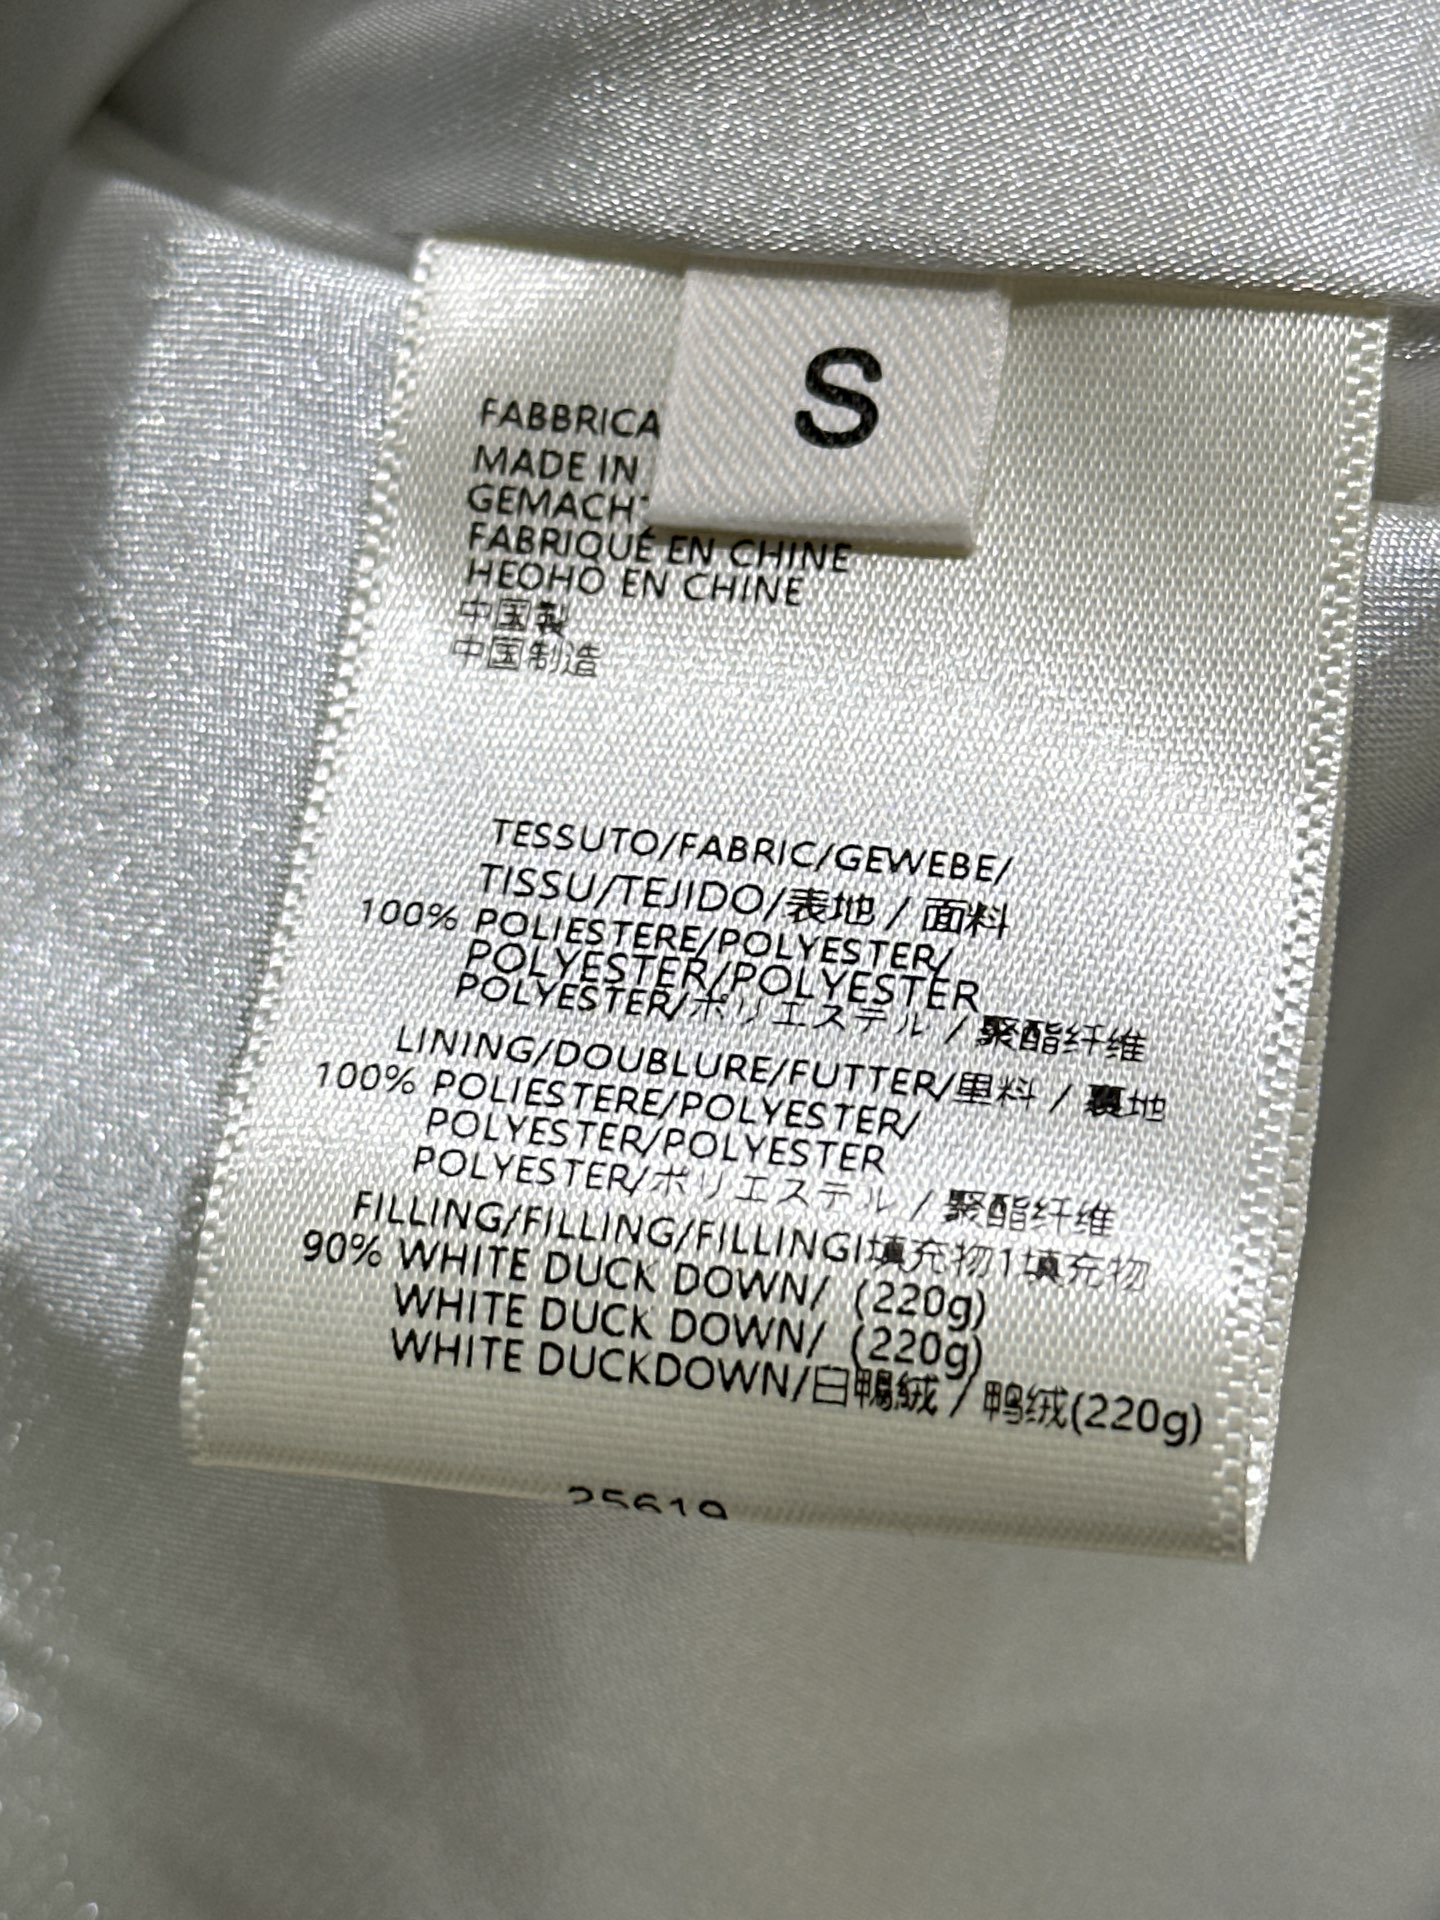 S
FABBRICA
MADE IN
GEMACHT
FABRIQUÉ EN CHINE
HEOHO EN CHINE
中国製
中国制造
TESSUTO/FABRIC/GEWEBE/
TISSU/TEJIDO/表地 / 面料
100% POLIESTERE/POLYESTER/
POLYESTER/POLYESTER
POLYESTER/ポリエステル / 聚酯纤维
LINING/DOUBLURE/FUTTER/里料 / 裏地
100% POLIESTERE/POLYESTER/
POLYESTER/POLYESTER
POLYESTER/ポリエステル / 聚酯纤维
FILLING/FILLING/FILLINGI填充物1填充物
90% WHITE DUCK DOWN/ (220g)
WHITE DUCK DOWN/ (220g)
WHITE DUCKDOWN/白鴨絨 / 鸭绒(220g)
25619